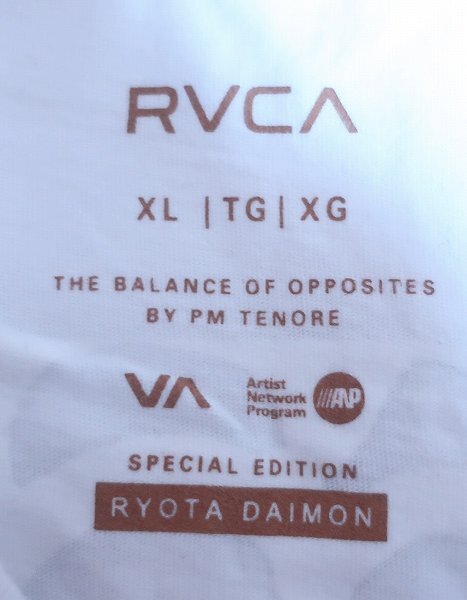 RVCA
XL | TG | XG
THE BALANCE OF OPPOSITES
BY PM TENORE
VA
Artist
Network
Program
ANP
SPECIAL EDITION
RYOTA DAIMON